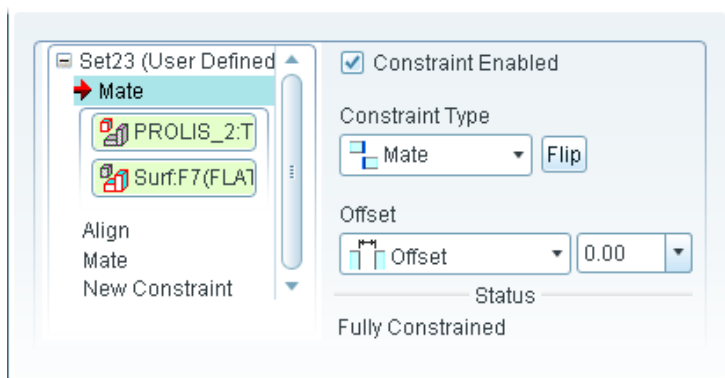 Set23 (User Defined
Mate
PROLIS_2:T
Surf:F7(FLAT
Align
Mate
New Constraint
Constraint Enabled
Constraint Type
Mate
Flip
Offset
Offset
0.00
Status
Fully Constrained